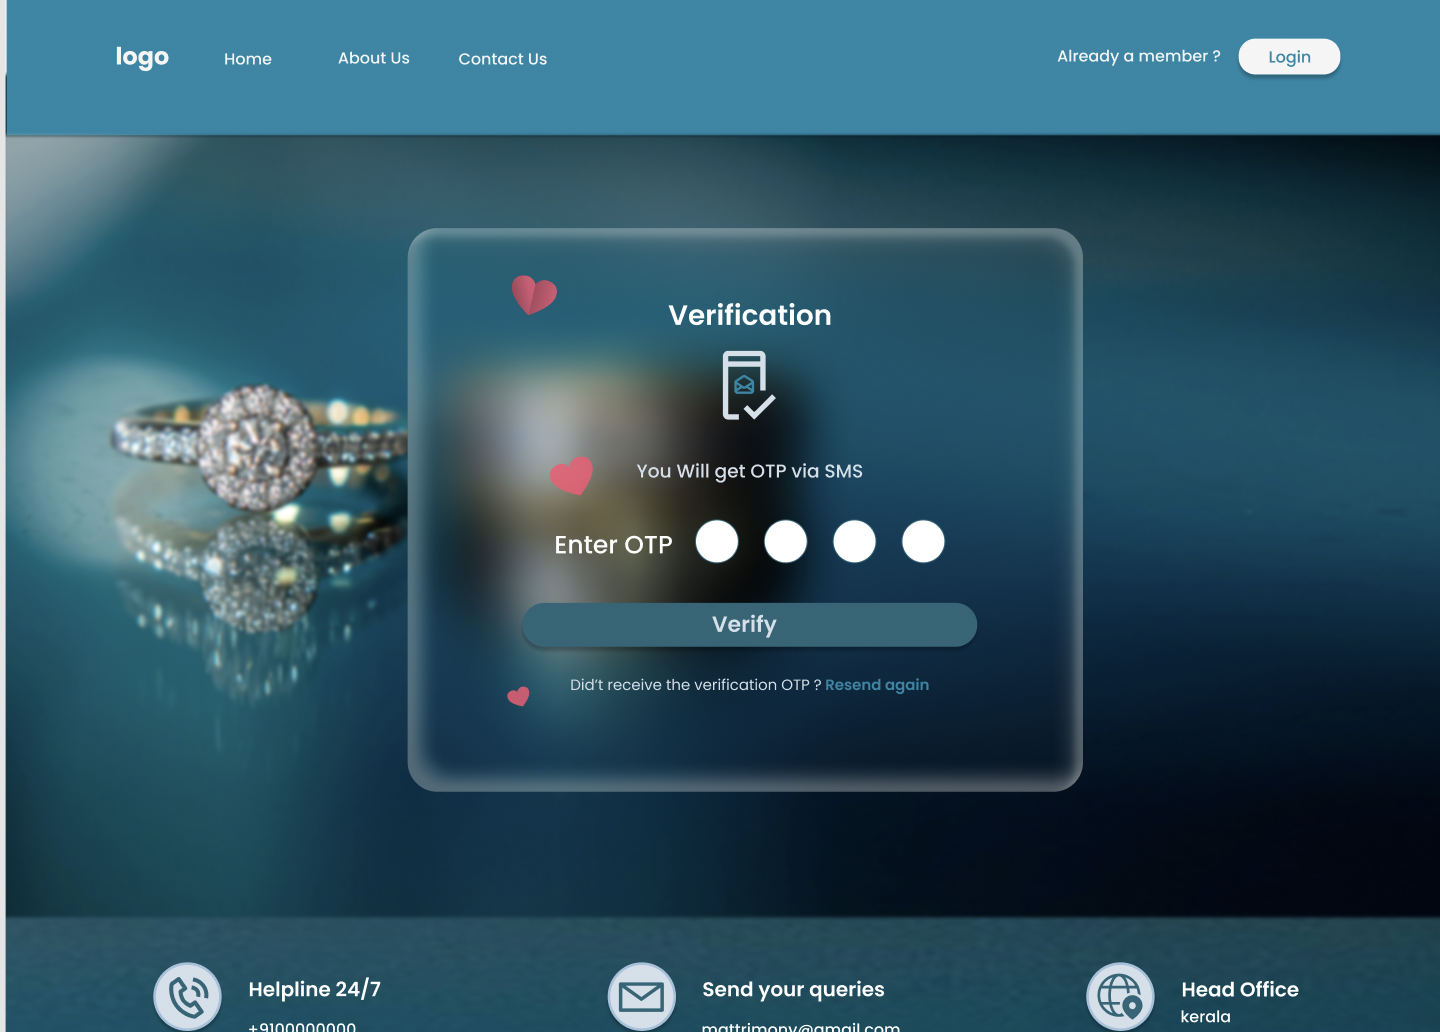 logo
Home
About Us
Contact Us
Already a member ?
Login
Verification
You Will get OTP via SMS
Enter OTP
Verify
Did't receive the verification OTP ? Resend again
Helpline 24/7
+9100000000
Send your queries
mattrimony@gmail.com
Head Office
kerala